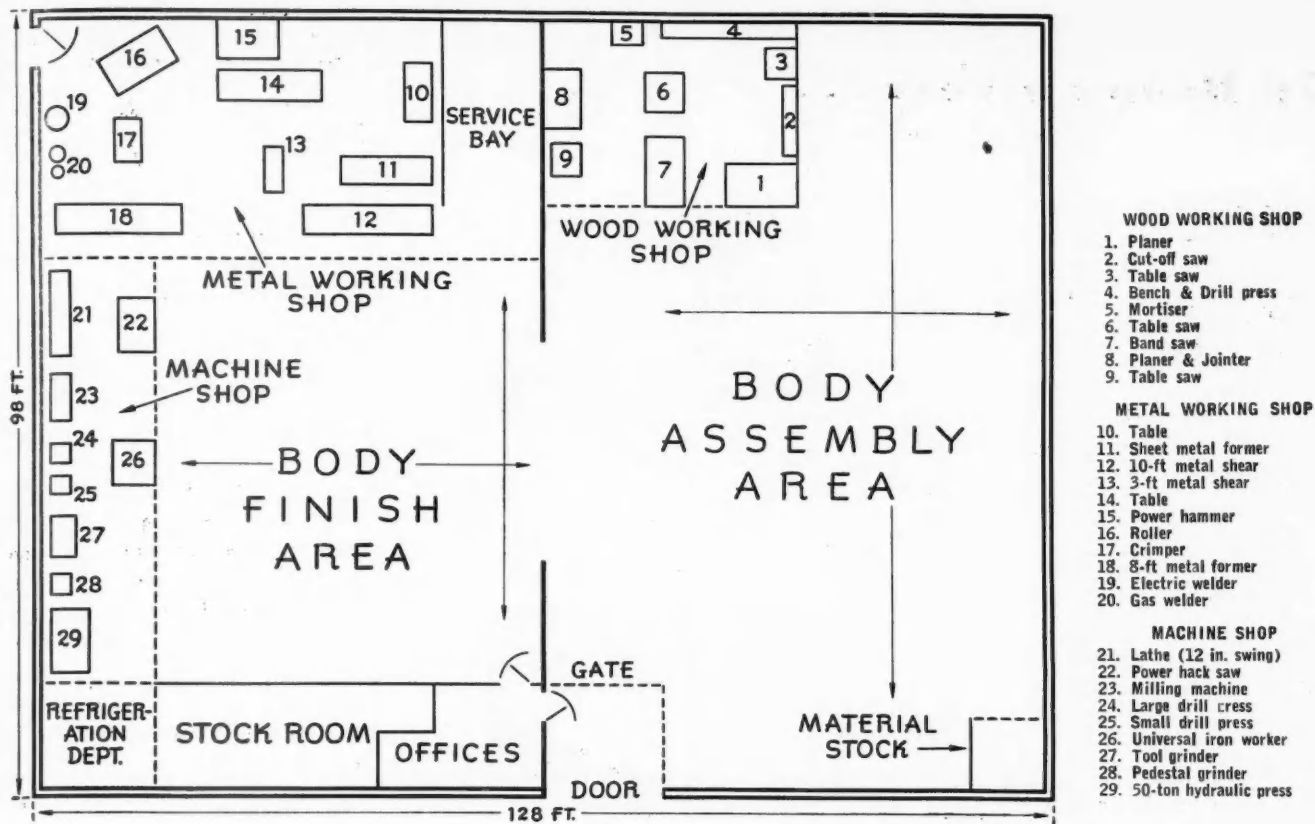 15
16
14
10
19
17
20
13
11
18
12
SERVICE
BAY
5
4
3
8
6
2
9
7
1
WOOD WORKING
SHOP
METAL WORKING
SHOP
21
22
MACHINE
SHOP
23
24
26
25
27
28
29
98 FT.
BODY
FINISH
AREA
BODY
ASSEMBLY
AREA
GATE
REFRIGER-
ATION
DEPT.
STOCK ROOM
OFFICES
MATERIAL
STOCK
DOOR
128 FT.
WOOD WORKING SHOP
1. Planer
2. Cut-off saw
3. Table saw
4. Bench & Drill press
5. Mortiser
6. Table saw
7. Band saw
8. Planer & Jointer
9. Table saw
METAL WORKING SHOP
10. Table
11. Sheet metal former
12. 10-ft metal shear
13. 3-ft metal shear
14. Table
15. Power hammer
16. Roller
17. Crimper
18. 8-ft metal former
19. Electric welder
20. Gas welder
MACHINE SHOP
21. Lathe (12 in. swing)
22. Power hack saw
23. Milling machine
24. Large drill press
25. Small drill press
26. Universal iron worker
27. Tool grinder
28. Pedestal grinder
29. 50-ton hydraulic press